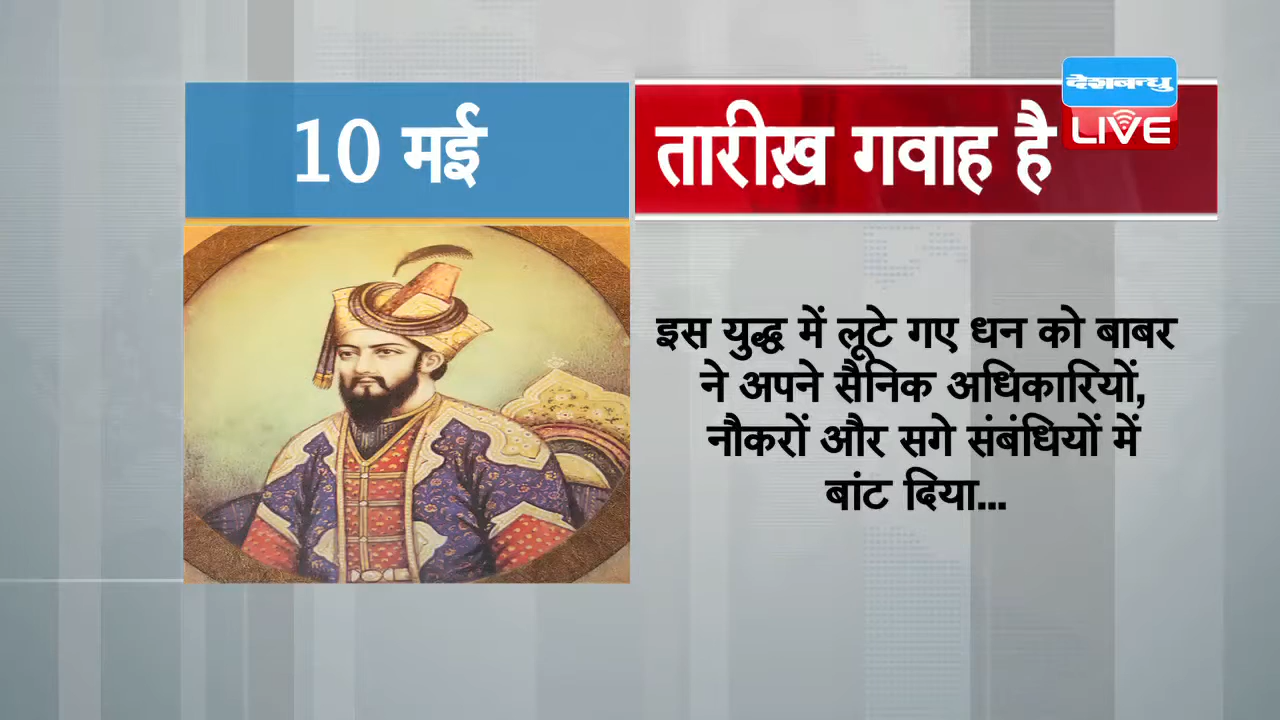 देशबन्धु
LIVE
10 मई
तारीख़ गवाह है
इस युद्ध में लूटे गए धन को बाबर
ने अपने सैनिक अधिकारियों,
नौकरों और सगे संबंधियों में
बांट दिया...